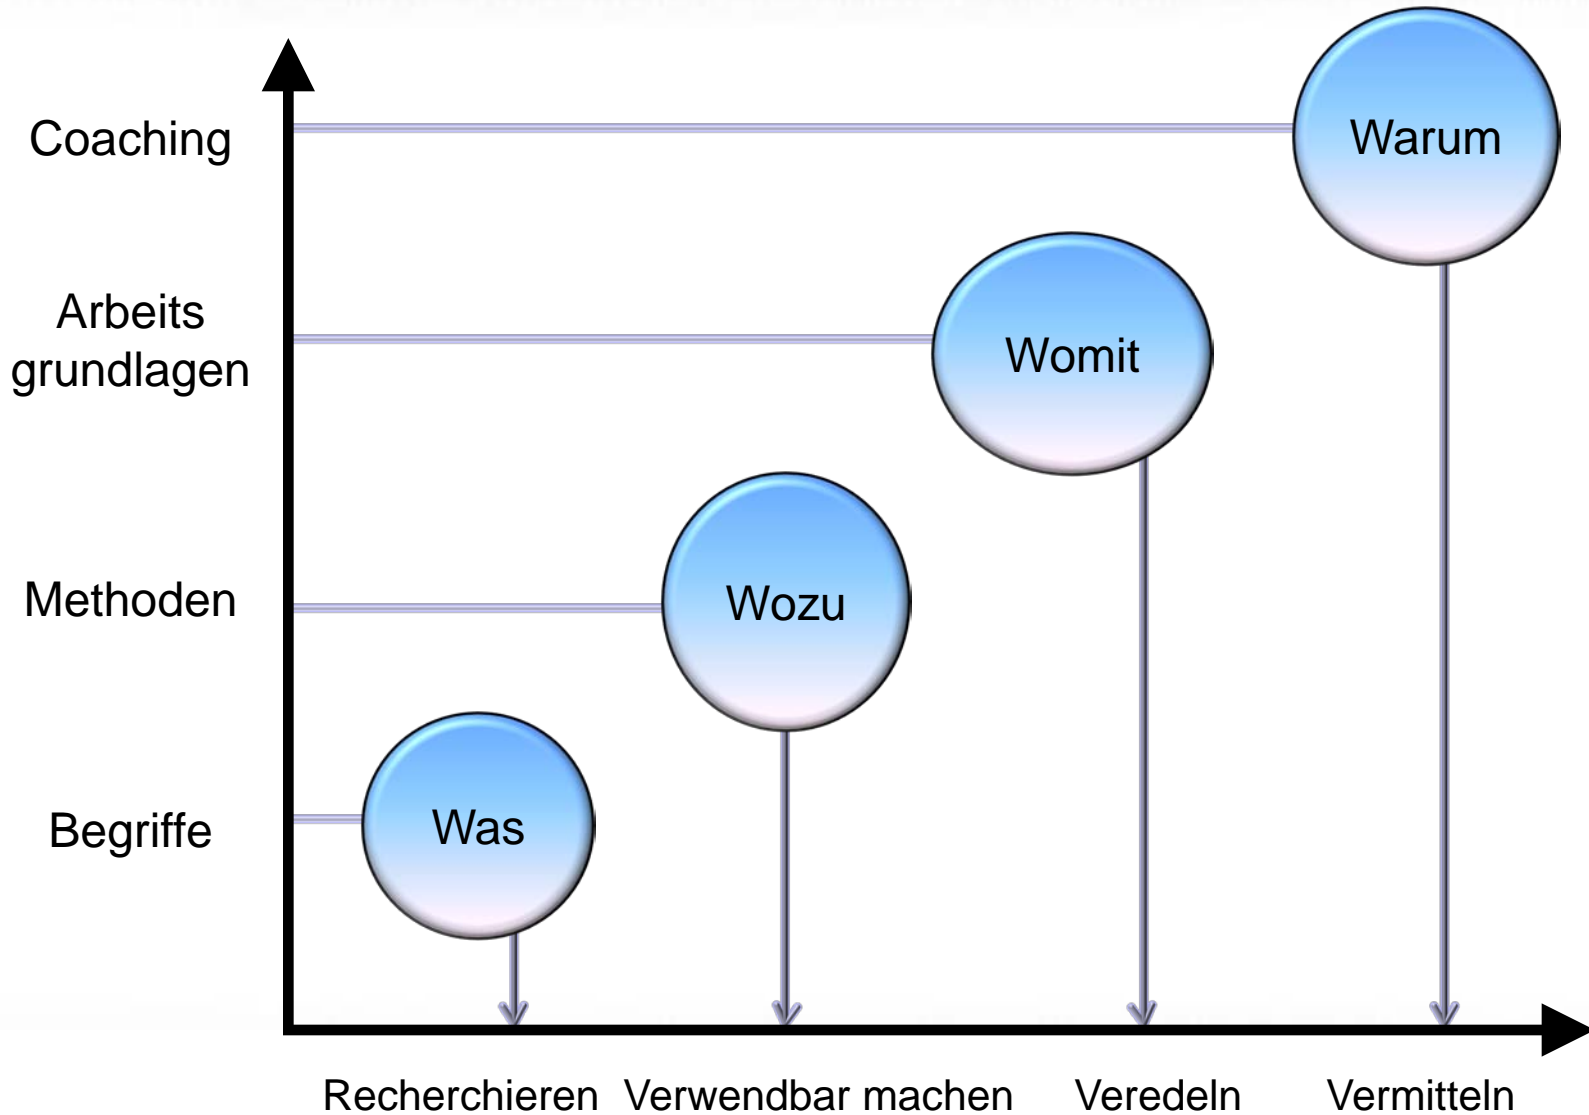 Coaching
Warum
Arbeits
grundlagen
Womit
Methoden
Wozu
Begriffe
Was
Recherchieren Verwendbar machen Veredeln Vermitteln